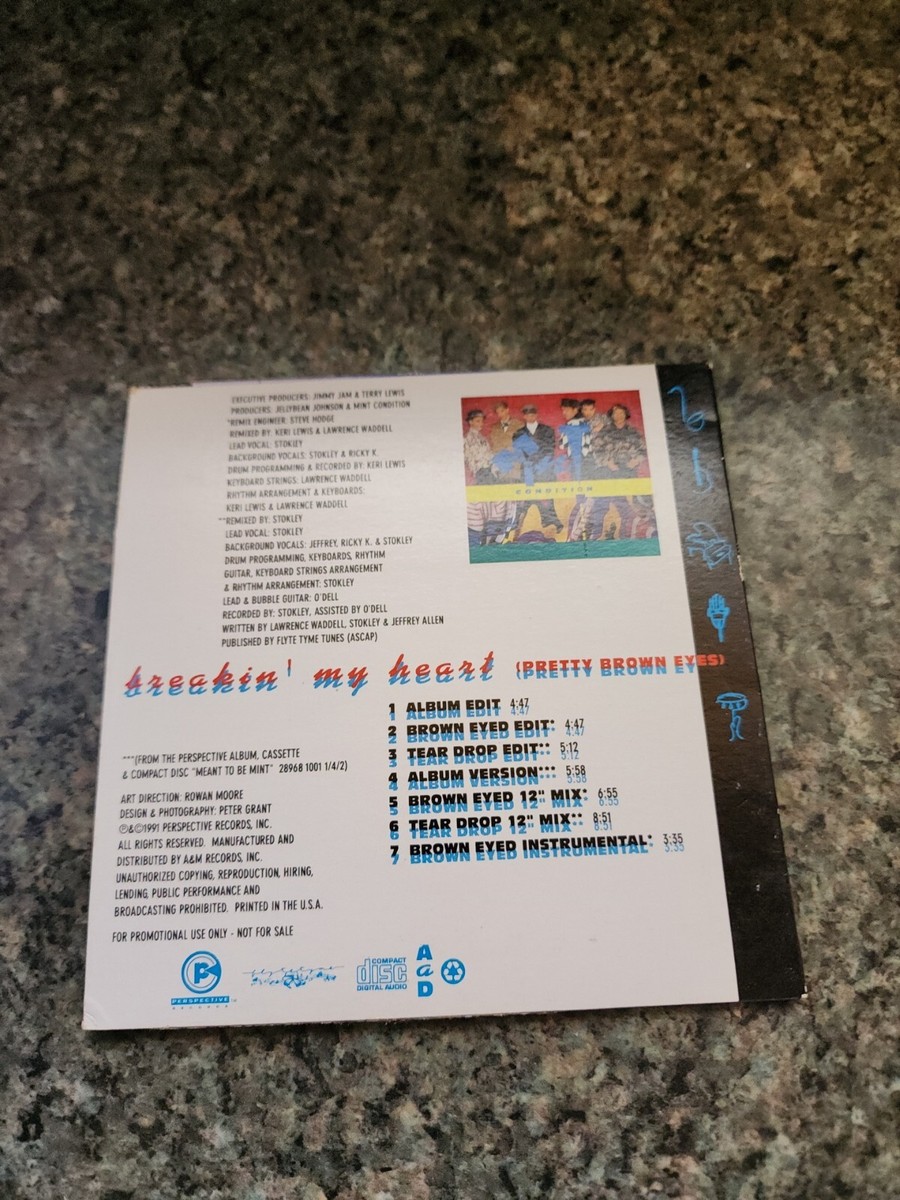 EXECUTIVE PRODUCERS: JIMMY JAM & TERRY LEWIS
PRODUCERS: JELLYBEAN JOHNSON & MINT CONDITION
*REMIX ENGINEER: STEVE HODGE
REMIXED BY: KERI LEWIS & LAWRENCE WADDELL
LEAD VOCAL: STOKLEY
BACKGROUND VOCALS: STOKLEY & RICKY K.
DRUM PROGRAMMING & RECORDED BY: KERI LEWIS
KEYBOARD STRINGS: LAWRENCE WADDELL
RHYTHM ARRANGEMENT & KEYBOARDS:
KERI LEWIS & LAWRENCE WADDELL
**REMIXED BY: STOKLEY
LEAD VOCAL: STOKLEY
BACKGROUND VOCALS: JEFFREY, RICKY K. & STOKLEY
DRUM PROGRAMMING, KEYBOARDS, RHYTHM
GUITAR, KEYBOARD STRINGS ARRANGEMENT
& RHYTHM ARRANGEMENT: STOKLEY
LEAD & BUBBLE GUITAR: O'DELL
RECORDED BY: STOKLEY, ASSISTED BY O'DELL
WRITTEN BY LAWRENCE WADDELL, STOKLEY & JEFFREY ALLEN
PUBLISHED BY FLYTE TYME TUNES (ASCAP)
CONDITION
breakin' my heart (PRETTY BROWN EYES)
1 ALBUM EDIT 4:47
2 BROWN EYED EDIT* 4:47
3 TEAR DROP EDIT** 5:12
4 ALBUM VERSION*** 5:58
5 BROWN EYED 12" MIX* 6:55
6 TEAR DROP 12" MIX** 8:51
7 BROWN EYED INSTRUMENTAL* 3:35
***(FROM THE PERSPECTIVE ALBUM, CASSETTE
& COMPACT DISC "MEANT TO BE MINT" 28968 1001 1/4/2)
ART DIRECTION: ROWAN MOORE
DESIGN & PHOTOGRAPHY: PETER GRANT
℗&©1991 PERSPECTIVE RECORDS, INC.
ALL RIGHTS RESERVED. MANUFACTURED AND
DISTRIBUTED BY A&M RECORDS, INC.
UNAUTHORIZED COPYING, REPRODUCTION, HIRING,
LENDING, PUBLIC PERFORMANCE AND
BROADCASTING PROHIBITED. PRINTED IN THE U.S.A.
FOR PROMOTIONAL USE ONLY - NOT FOR SALE
PERSPECTIVE
RECORDS
COMPACT
disc
DIGITAL AUDIO
A
a
D